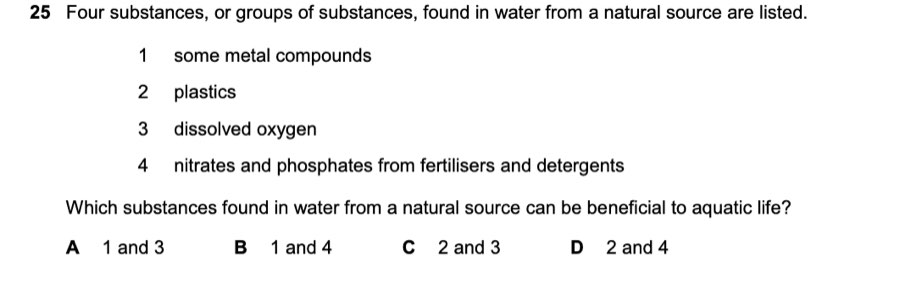 25 Four substances, or groups of substances, found in water from a natural source are listed.
1 some metal compounds
2 plastics
3 dissolved oxygen
4 nitrates and phosphates from fertilisers and detergents
Which substances found in water from a natural source can be beneficial to aquatic life?
A 1 and 3 B 1 and 4 C 2 and 3 D 2 and 4